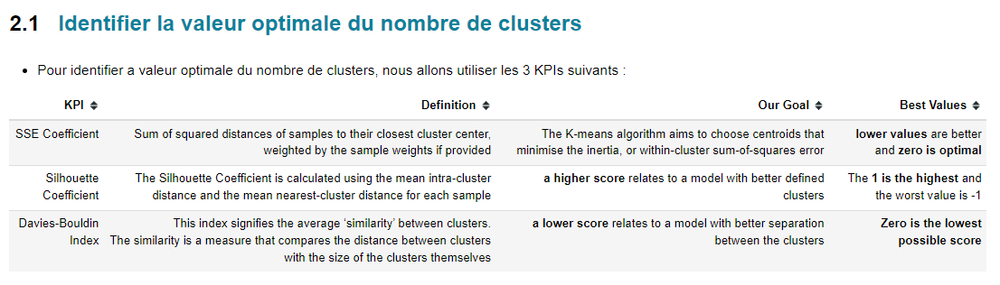 2.1 Identifier la valeur optimale du nombre de clusters
Pour identifier a valeur optimale du nombre de clusters, nous allons utiliser les 3 KPIs suivants :
KPI Definition Our Goal Best Values
SSE Coefficient
Sum of squared distances of samples to their closest cluster center,
weighted by the sample weights if provided
The K-means algorithm aims to choose centroids that
minimise the inertia, or within-cluster sum-of-squares error
lower values are better
and zero is optimal
Silhouette
Coefficient
The Silhouette Coefficient is calculated using the mean intra-cluster
distance and the mean nearest-cluster distance for each sample
a higher score relates to a model with better defined
clusters
The 1 is the highest and
the worst value is -1
Davies-Bouldin
Index
This index signifies the average ‘similarity’ between clusters.
The similarity is a measure that compares the distance between clusters
with the size of the clusters themselves
a lower score relates to a model with better separation
between the clusters
Zero is the lowest
possible score